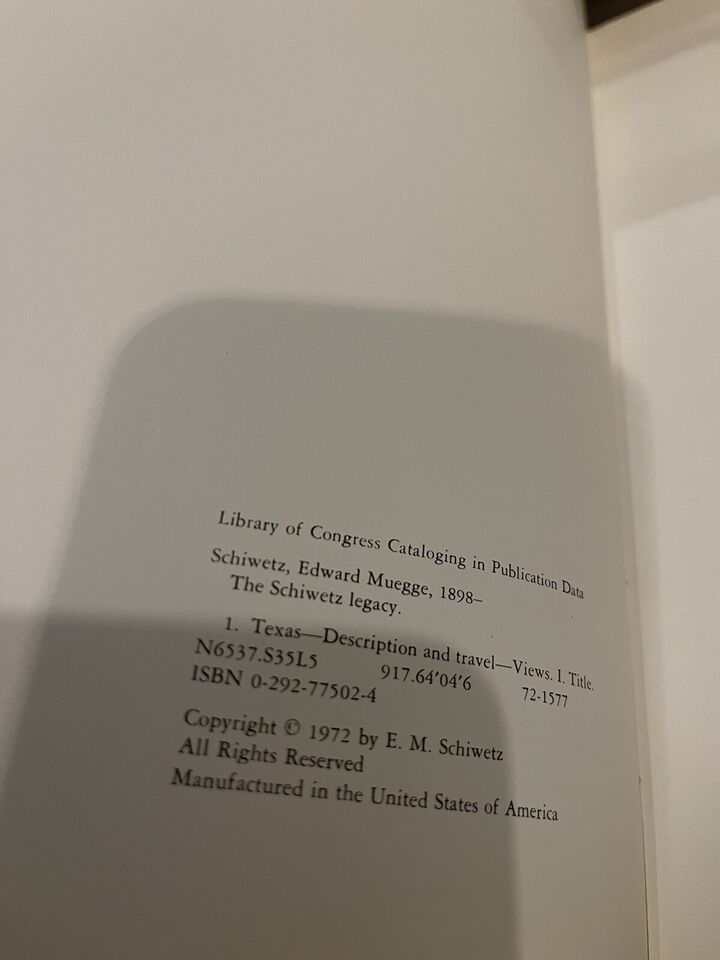 Library of Congress Cataloging in Publication Data
Schiwetz, Edward Muegge, 1898–
The Schiwetz legacy.
1. Texas—Description and travel—Views. I. Title.
N6537.S35L5 917.64′04′6 72-1577
ISBN 0-292-77502-4
Copyright © 1972 by E. M. Schiwetz
All Rights Reserved
Manufactured in the United States of America